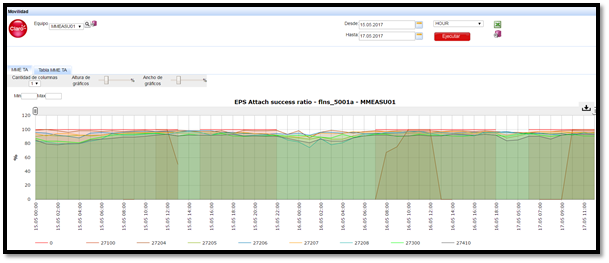 Movilidad
Claro
Equipo MMEASU01
Desde 15.05.2017 HOUR
Hasta 17.05.2017 Ejecutar
MME TA Tabla MME TA
Cantidad de columnas Altura de gráficos % Ancho de gráficos %
1
Min Max
EPS Attach success ratio - fins_5001a - MMEASU01
120
100
80
60
40
20
0
%
15.05 00:00 15.05 02:00 15.05 04:00 15.05 06:00 15.05 08:00 15.05 10:00 15.05 12:00 15.05 14:00 15.05 16:00 15.05 18:00 15.05 20:00 15.05 22:00 16.05 00:00 16.05 02:00 16.05 04:00 16.05 06:00 16.05 08:00 16.05 10:00 16.05 12:00 16.05 14:00 16.05 16:00 16.05 18:00 16.05 20:00 16.05 22:00 17.05 01:00 17.05 03:00 17.05 05:00 17.05 07:00 17.05 09:00 17.05 11:00
0 27100 27204 27205 27206 27207 27208 27300 27410